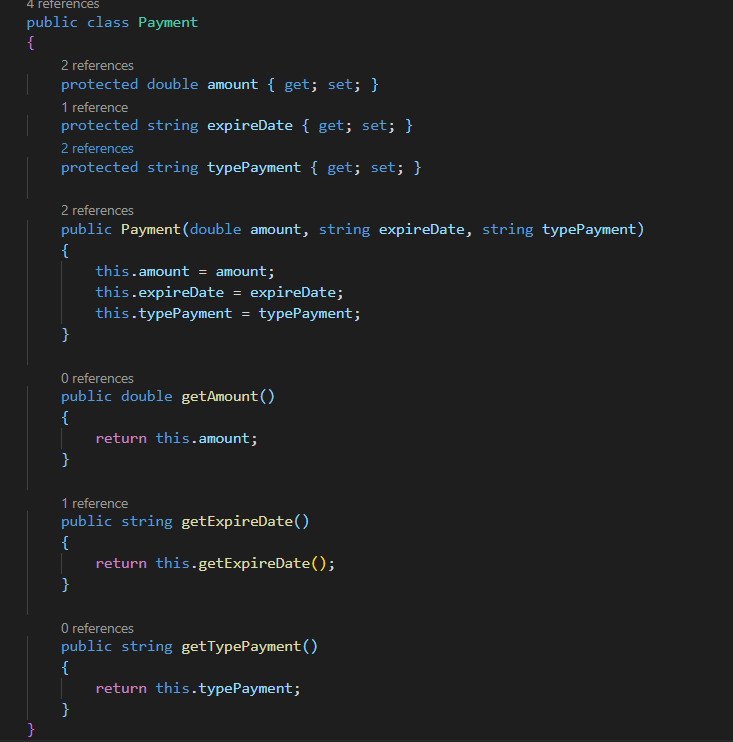 4 references
public class Payment
{
2 references
protected double amount { get; set; }
1 reference
protected string expireDate { get; set; }
2 references
protected string typePayment { get; set; }
2 references
public Payment(double amount, string expireDate, string typePayment)
{
this.amount = amount;
this.expireDate = expireDate;
this.typePayment = typePayment;
}
0 references
public double getAmount()
{
return this.amount;
}
1 reference
public string getExpireDate()
{
return this.getExpireDate();
}
0 references
public string getTypePayment()
{
return this.typePayment;
}
}